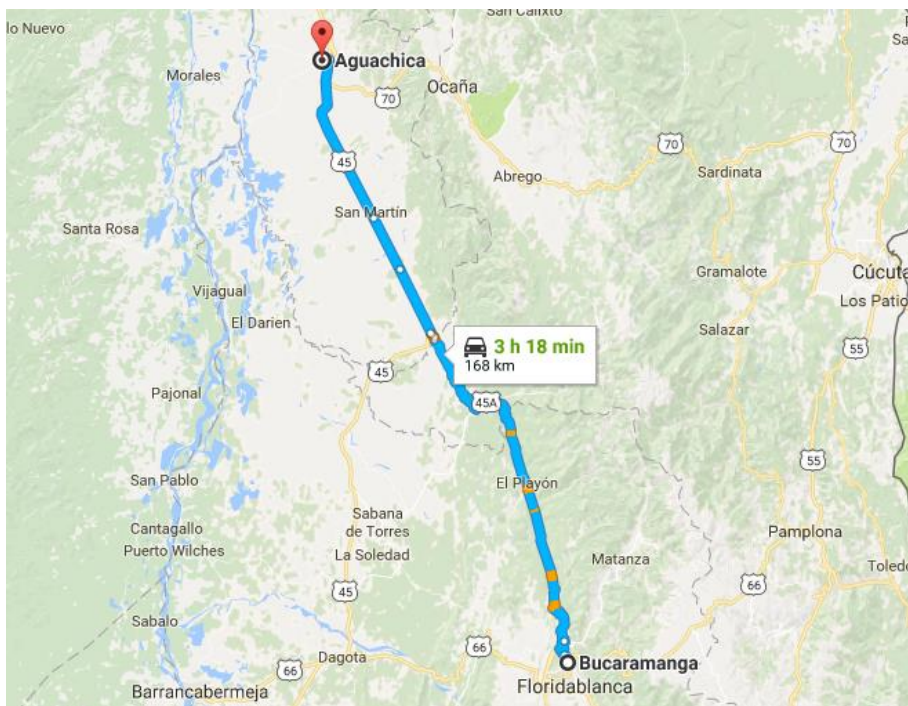 San Calixto
lo Nuevo
Aguachica
Morales
70
Ocaña
70
70
45
Abrego
Sardinata
San Martín
Santa Rosa
Gramalote
Cúcuta
Vijagual
Los Patio
El Darien
Salazar
3 h 18 min
168 km
55
45
Pajonal
45A
55
San Pablo
El Playón
Sabana
de Torres
Cantagallo
Puerto Wilches
La Soledad
Pamplona
Matanza
Toledo
66
45
Sabalo
66
Dagota
66
Bucaramanga
Barrancabermeja
Floridablanca